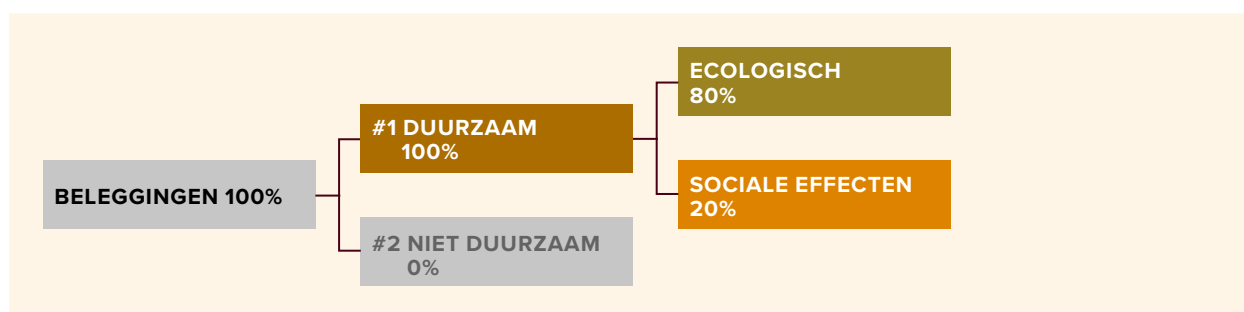 BELEGGINGEN 100%
#1 DUURZAAM
100%
#2 NIET DUURZAAM
0%
ECOLOGISCH
80%
SOCIALE EFFECTEN
20%